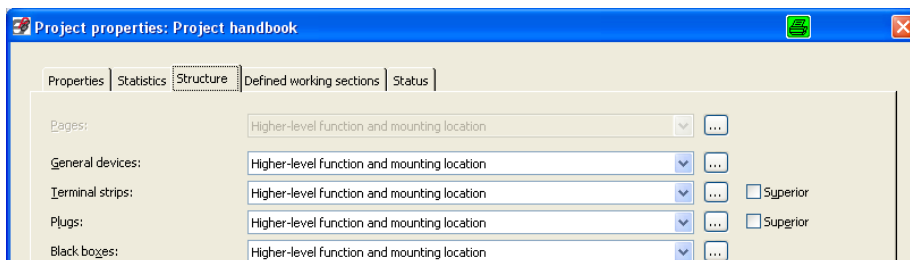 Project properties: Project handbook
Properties Statistics Structure Defined working sections Status
Pages: Higher-level function and mounting location ...
General devices: Higher-level function and mounting location ...
Terminal strips: Higher-level function and mounting location ... Superior
Plugs: Higher-level function and mounting location ... Superior
Black boxes: Higher-level function and mounting location ...